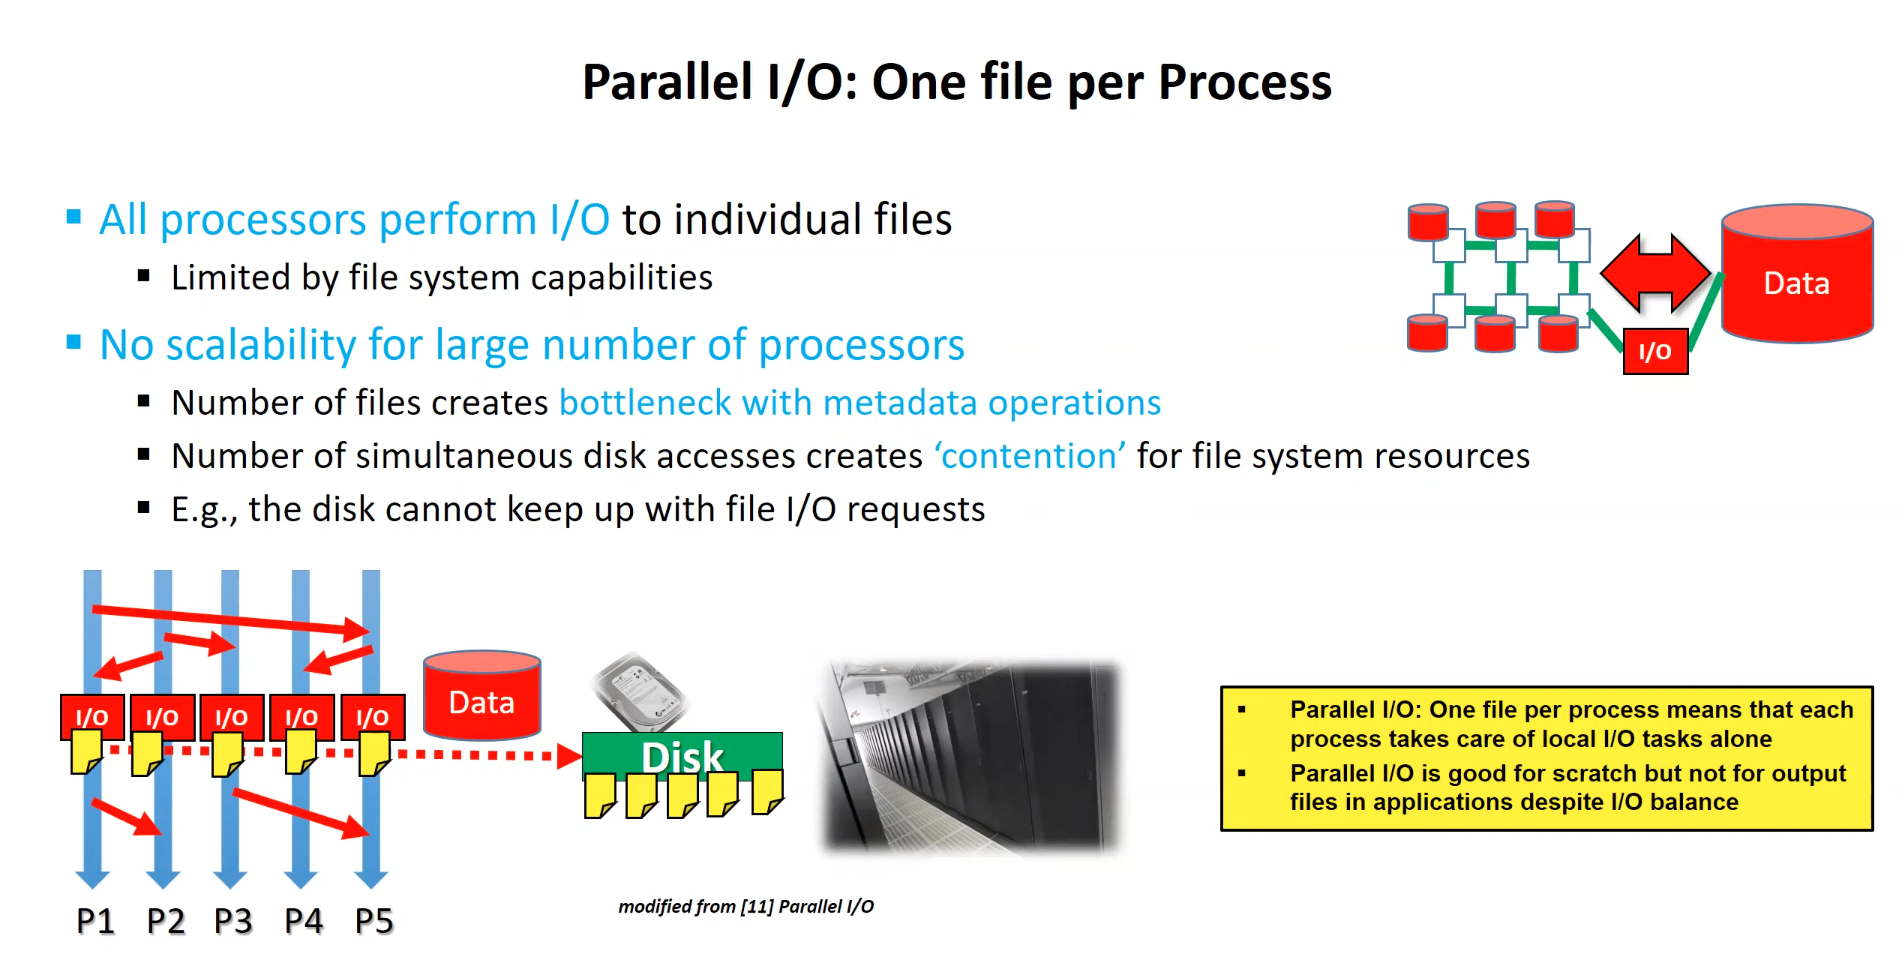 Parallel I/O: One file per Process
All processors perform I/O to individual files
Limited by file system capabilities
No scalability for large number of processors
Number of files creates bottleneck with metadata operations
Number of simultaneous disk accesses creates ‘contention’ for file system resources
E.g., the disk cannot keep up with file I/O requests
Data
I/O
I/O I/O I/O I/O I/O
Data
Disk
P1 P2 P3 P4 P5
modified from [11] Parallel I/O
Parallel I/O: One file per process means that each
process takes care of local I/O tasks alone
Parallel I/O is good for scratch but not for output
files in applications despite I/O balance